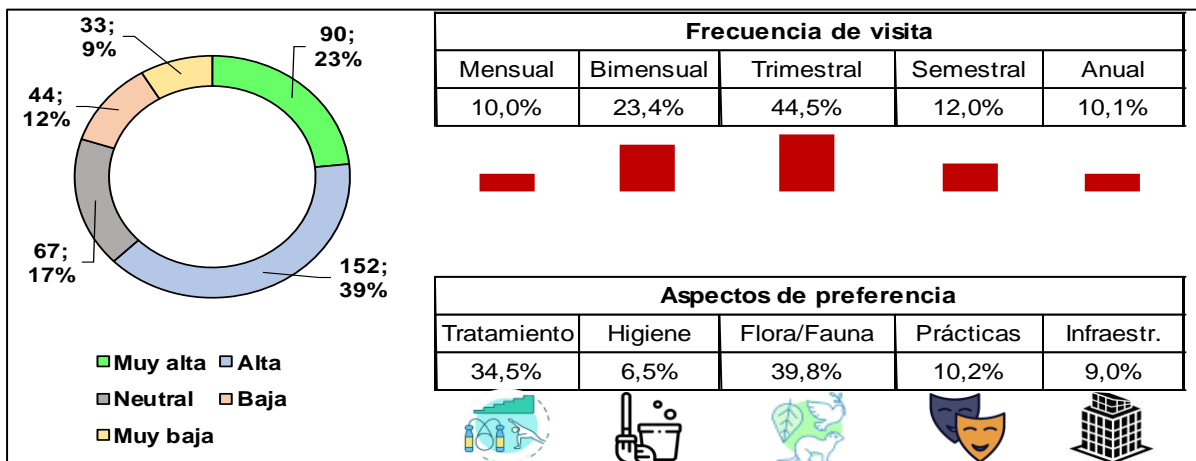 33;
9%
90;
23%
44;
12%
67;
17%
152;
39%
Muy alta Alta
Neutral Baja
Muy baja
Frecuencia de visita
Mensual Bimensual Trimestral Semestral Anual
10,0% 23,4% 44,5% 12,0% 10,1%
Aspectos de preferencia
Tratamiento Higiene Flora/Fauna Prácticas Infraestr.
34,5% 6,5% 39,8% 10,2% 9,0%